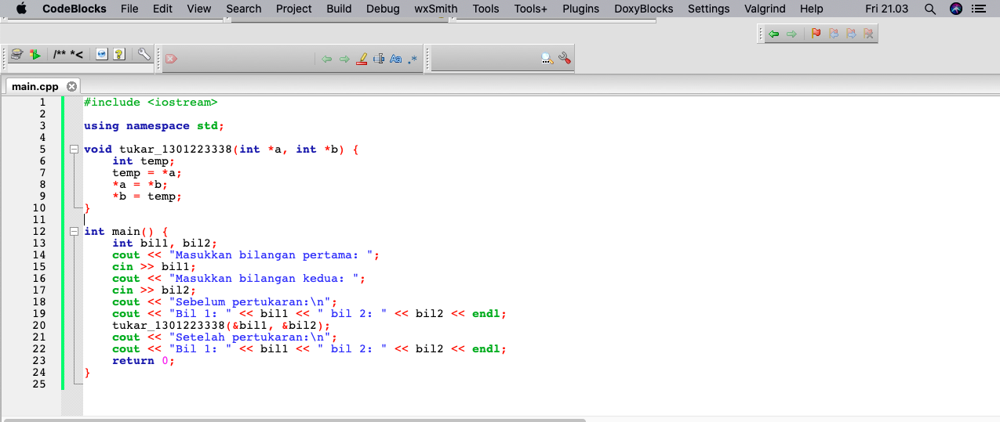 CodeBlocks File Edit View Search Project Build Debug wxSmith Tools Tools+ Plugins DoxyBlocks Settings Valgrind Help Fri 21.03
/** *<
Aa .*
main.cpp
1 #include <iostream>
2
3 using namespace std;
4
5 void tukar_1301223338(int *a, int *b) {
6 int temp;
7 temp = *a;
8 *a = *b;
9 *b = temp;
10 }
11
12 int main() {
13 int bil1, bil2;
14 cout << "Masukkan bilangan pertama: ";
15 cin >> bil1;
16 cout << "Masukkan bilangan kedua: ";
17 cin >> bil2;
18 cout << "Sebelum pertukaran:\n";
19 cout << "Bil 1: " << bil1 << " bil 2: " << bil2 << endl;
20 tukar_1301223338(&bil1, &bil2);
21 cout << "Setelah pertukaran:\n";
22 cout << "Bil 1: " << bil1 << " bil 2: " << bil2 << endl;
23 return 0;
24 }
25